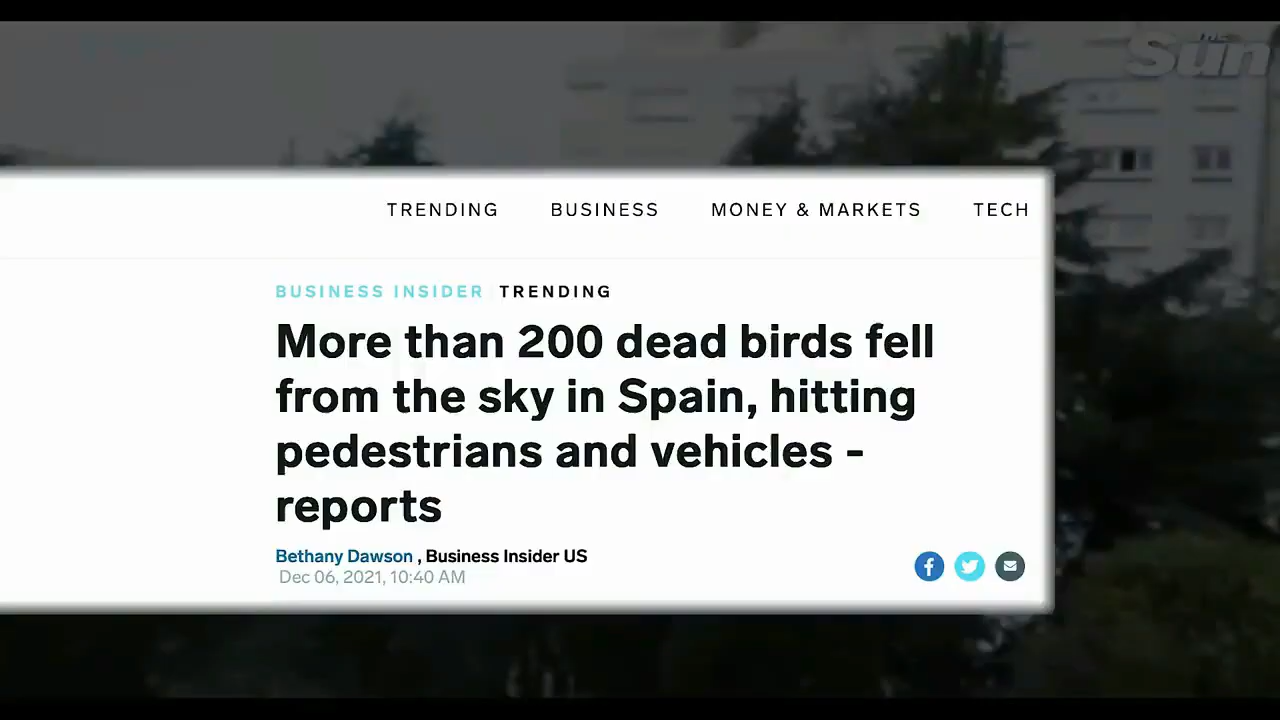 THE
Sun
TRENDING BUSINESS MONEY & MARKETS TECH
BUSINESS INSIDER TRENDING
More than 200 dead birds fell
from the sky in Spain, hitting
pedestrians and vehicles -
reports
Bethany Dawson , Business Insider US
Dec 06, 2021, 10:40 AM